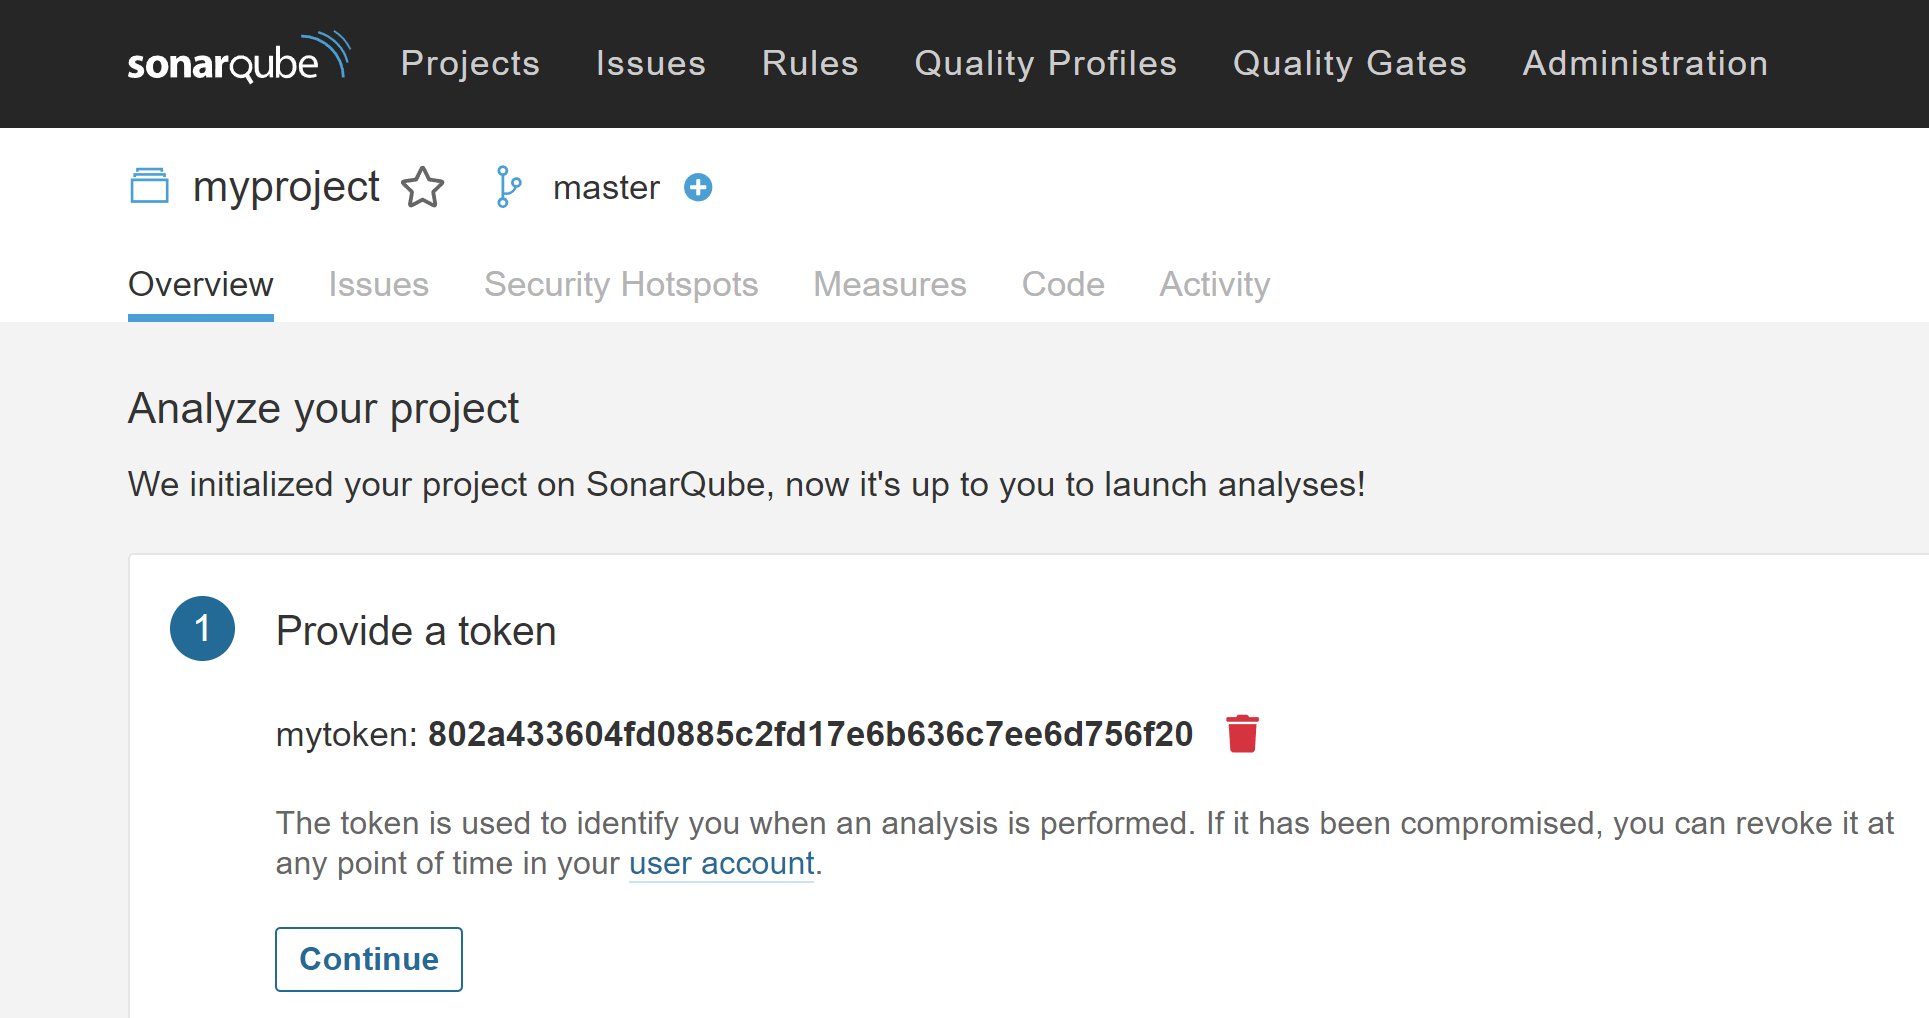 sonarqube Projects Issues Rules Quality Profiles Quality Gates Administration
myproject master
Overview Issues Security Hotspots Measures Code Activity
Analyze your project
We initialized your project on SonarQube, now it's up to you to launch analyses!
1 Provide a token
mytoken: 802a433604fd0885c2fd17e6b636c7ee6d756f20
The token is used to identify you when an analysis is performed. If it has been compromised, you can revoke it at
any point of time in your user account.
Continue